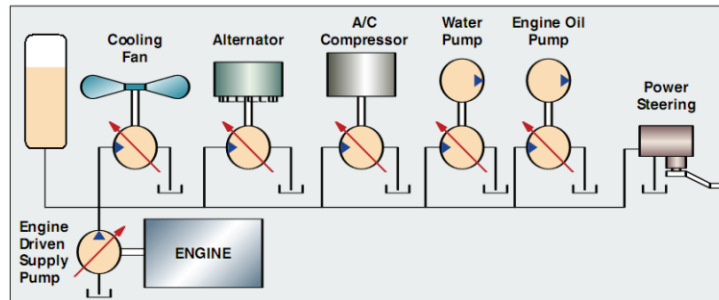 Cooling
Fan
Alternator
A/C
Compressor
Water
Pump
Engine Oil
Pump
Power
Steering
Engine
Driven
Supply
Pump
ENGINE